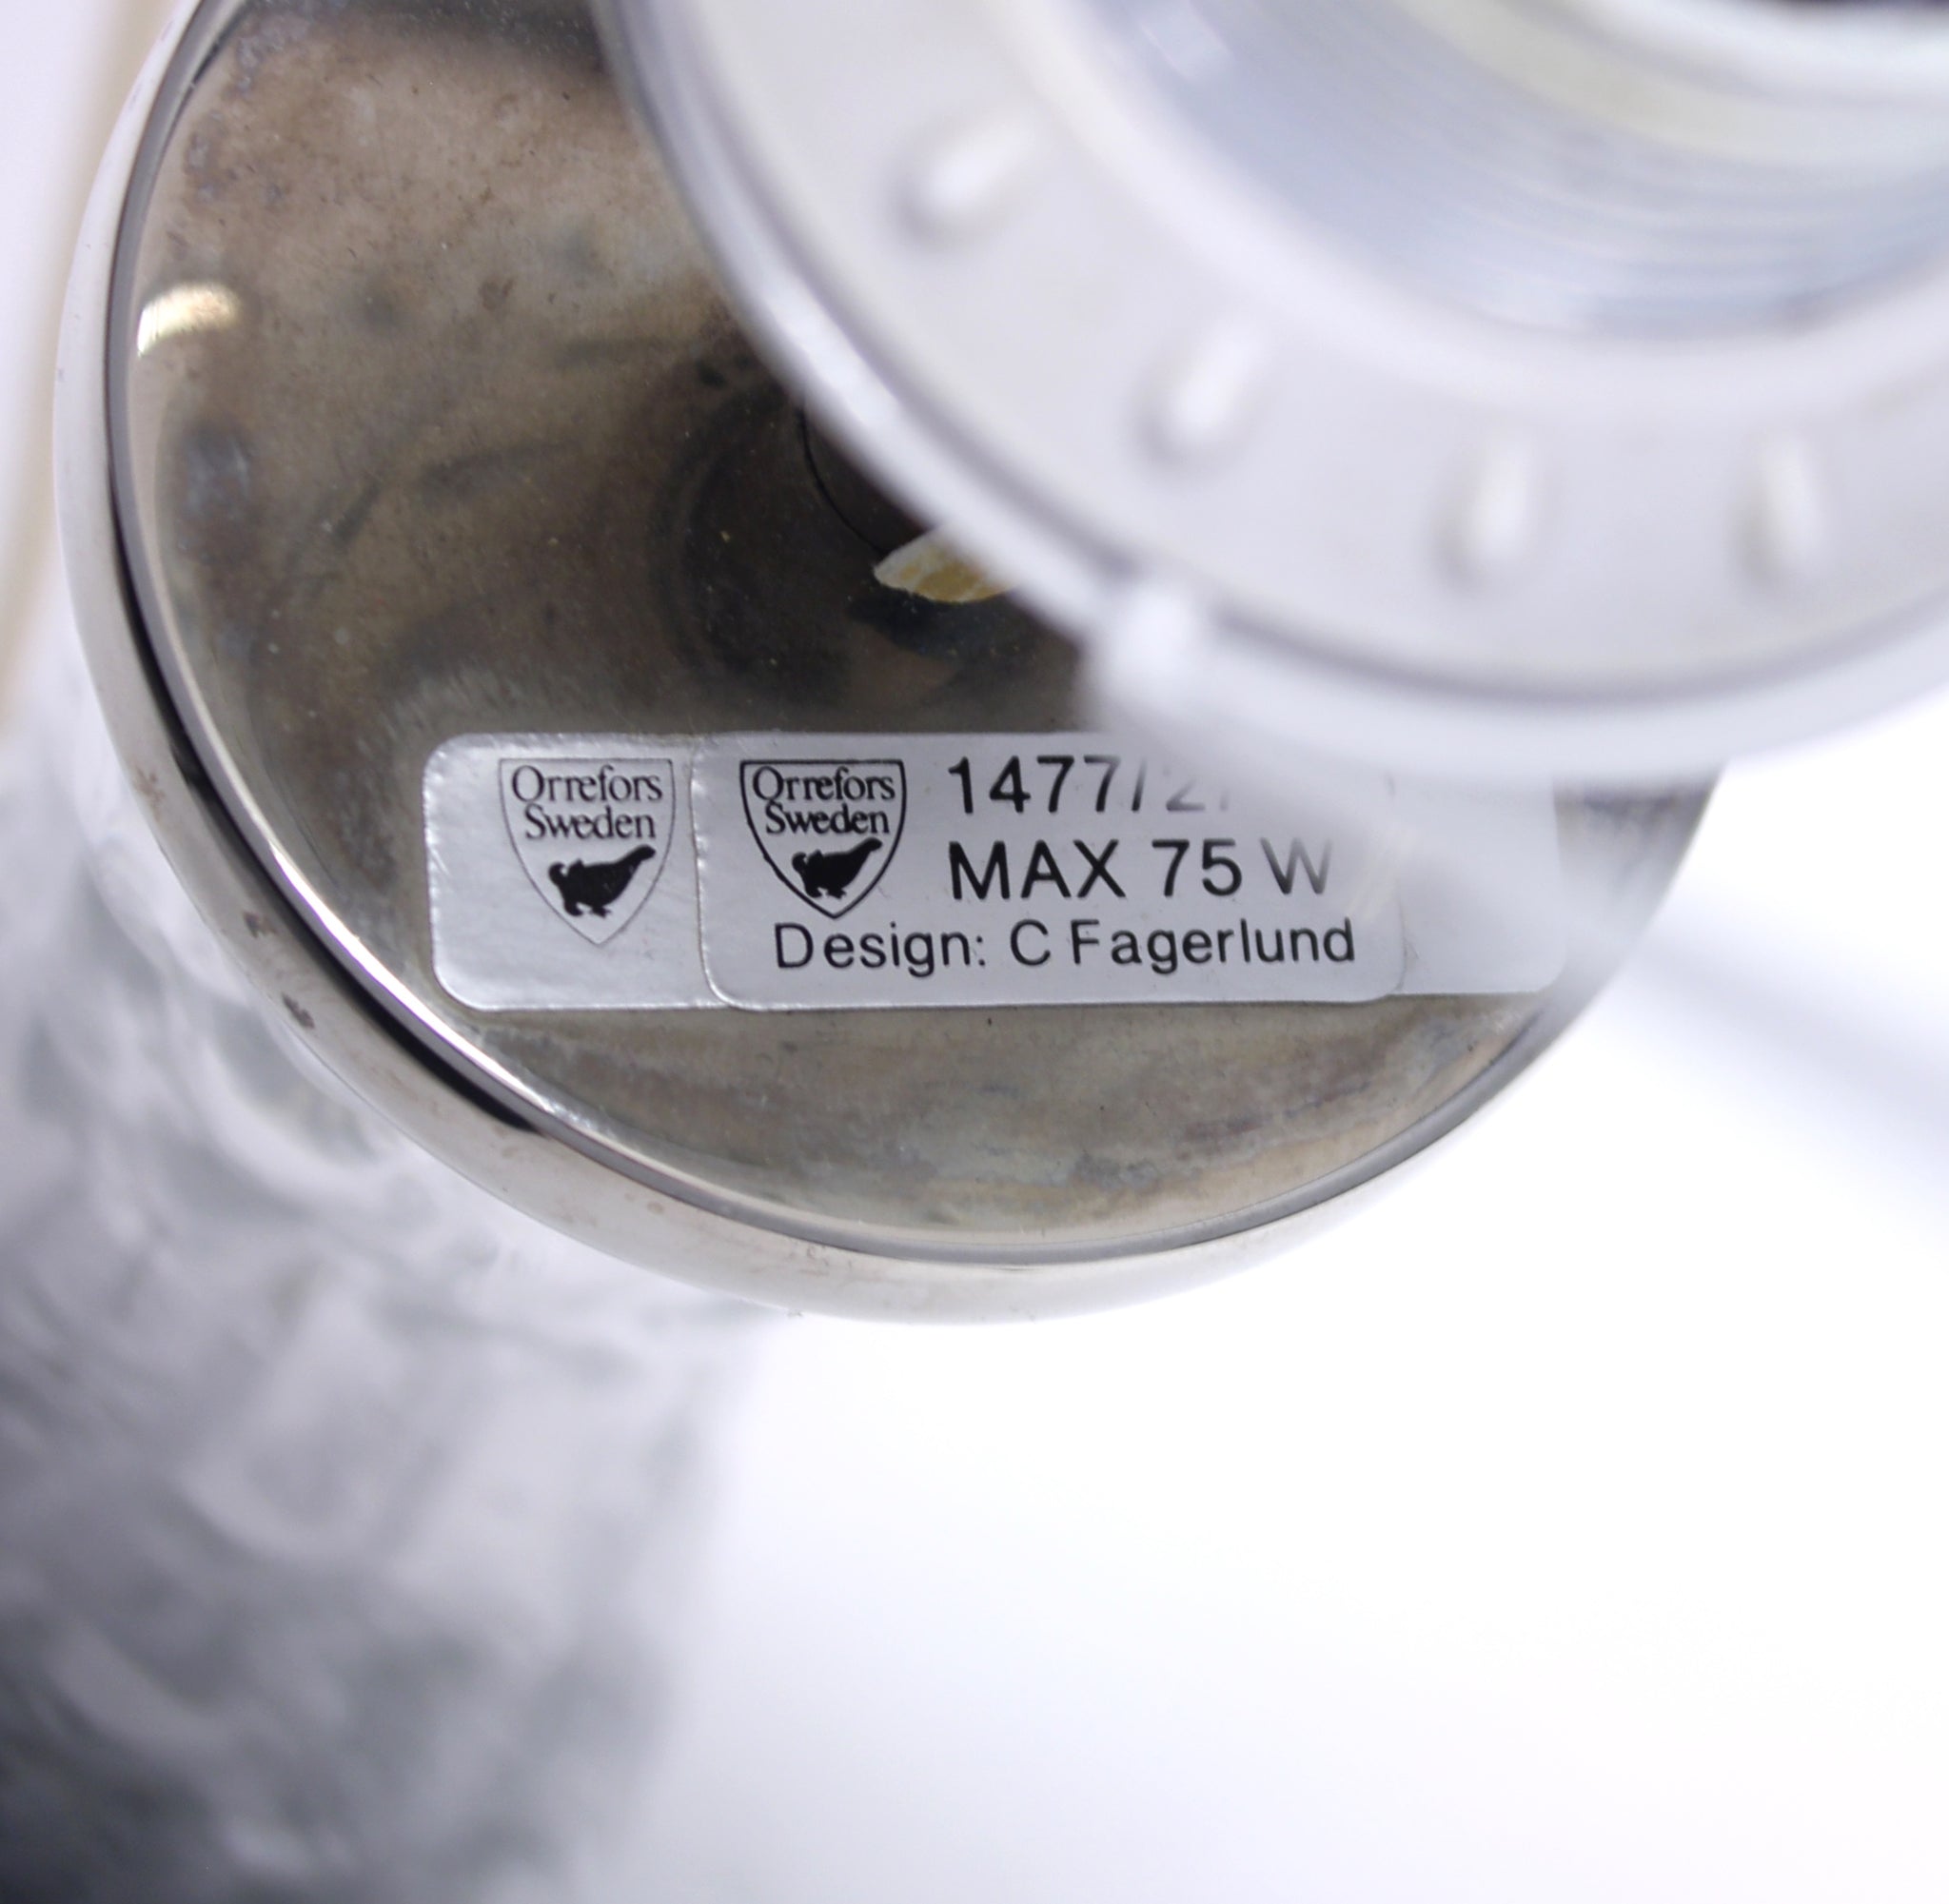 Orrefors
Sweden
Orrefors
Sweden
MAX 75 W
Design: C Fagerlund